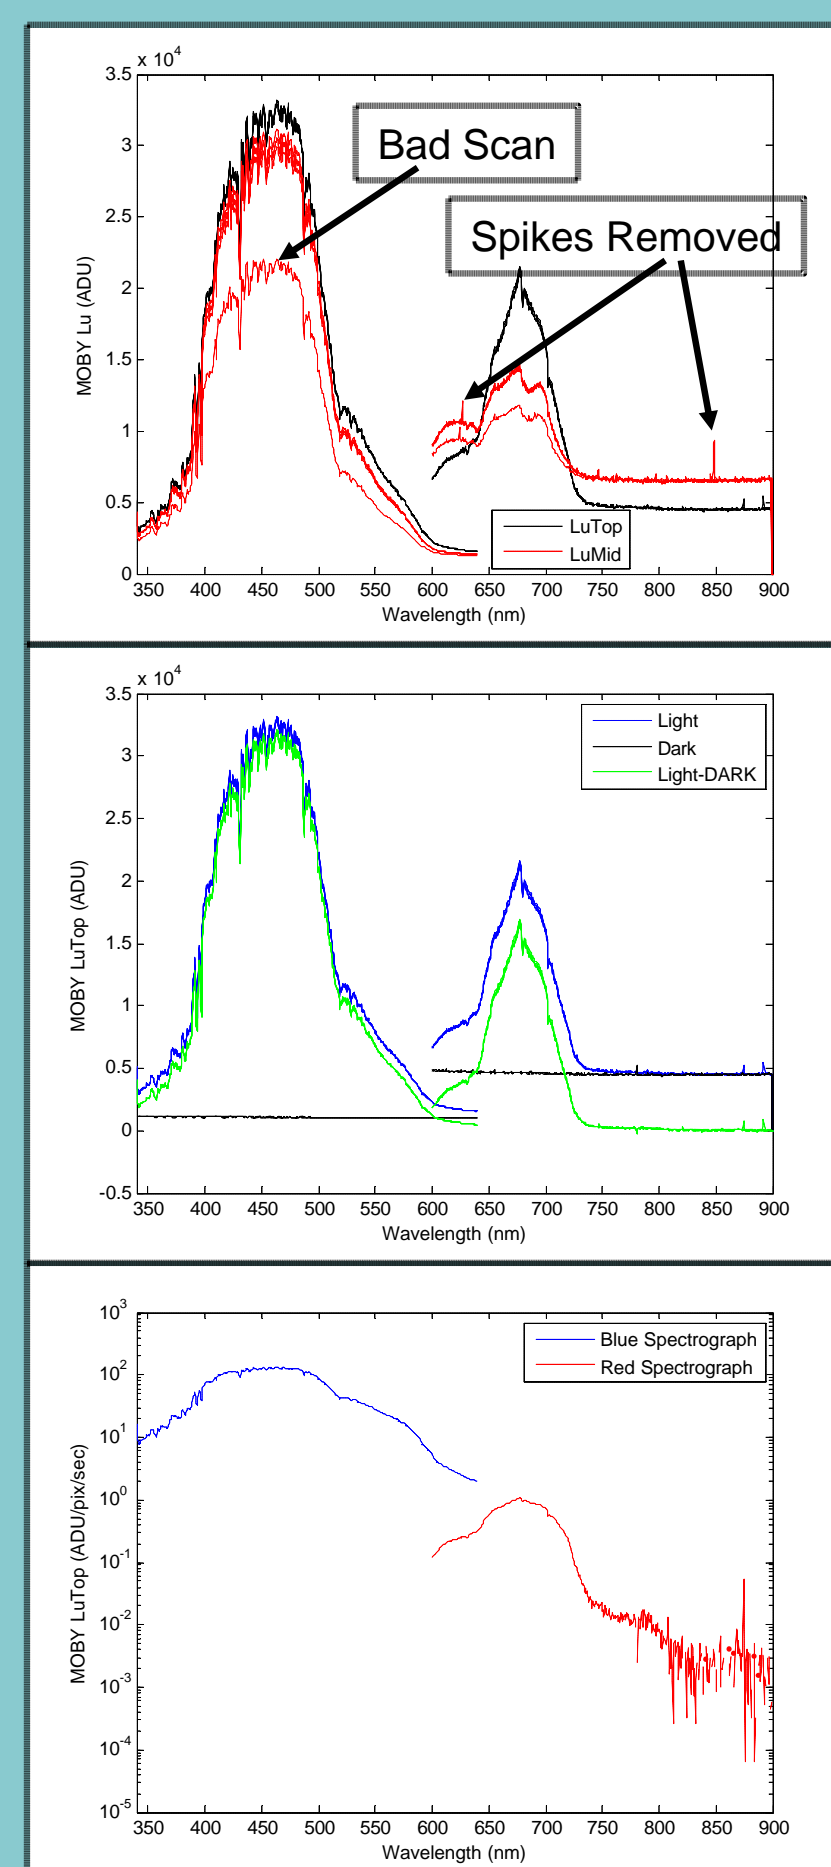 x 10^4
3.5
3
3.5
3
2
1.5
1
0.5
0
MOBY Lu (ADU)
Bad Scan
Spikes Removed
LuTop
LuMid
350 400 450 500 550 600 650 700 750 800 850 900
Wavelength (nm)
x 10^4
3.5
3
3.5
2
1.5
1
0.5
0
-0.5
MOBY LuTop (ADU)
Light
Dark
Light-DARK
350 400 450 500 550 600 650 700 750 800 850 900
Wavelength (nm)
10^3
10^2
10^1
10^0
10^-1
10^-2
10^-3
10^-4
10^-5
MOBY LuTop (ADU/pix/sec)
Blue Spectrograph
Red Spectrograph
350 400 450 500 550 600 650 700 750 800 850 900
Wavelength (nm)